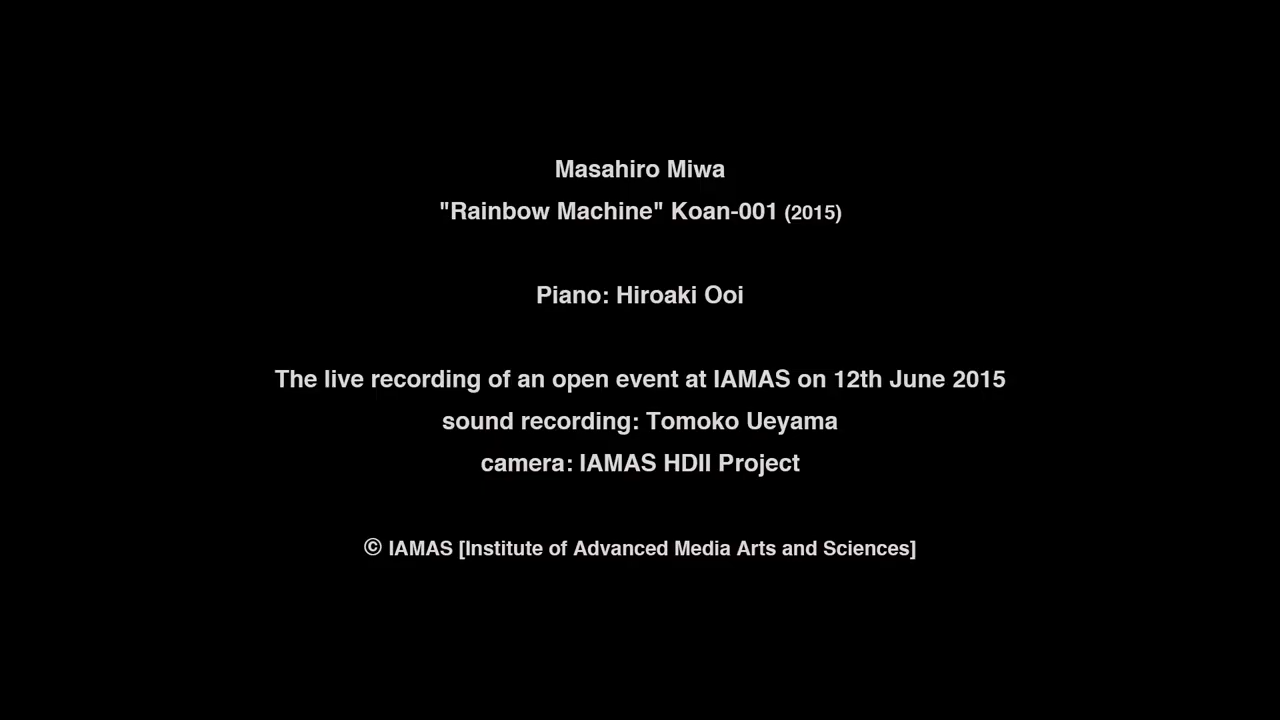 Masahiro Miwa
"Rainbow Machine" Koan-001 (2015)
Piano: Hiroaki Ooi
The live recording of an open event at IAMAS on 12th June 2015
sound recording: Tomoko Ueyama
camera: IAMAS HDII Project
© IAMAS [Institute of Advanced Media Arts and Sciences]